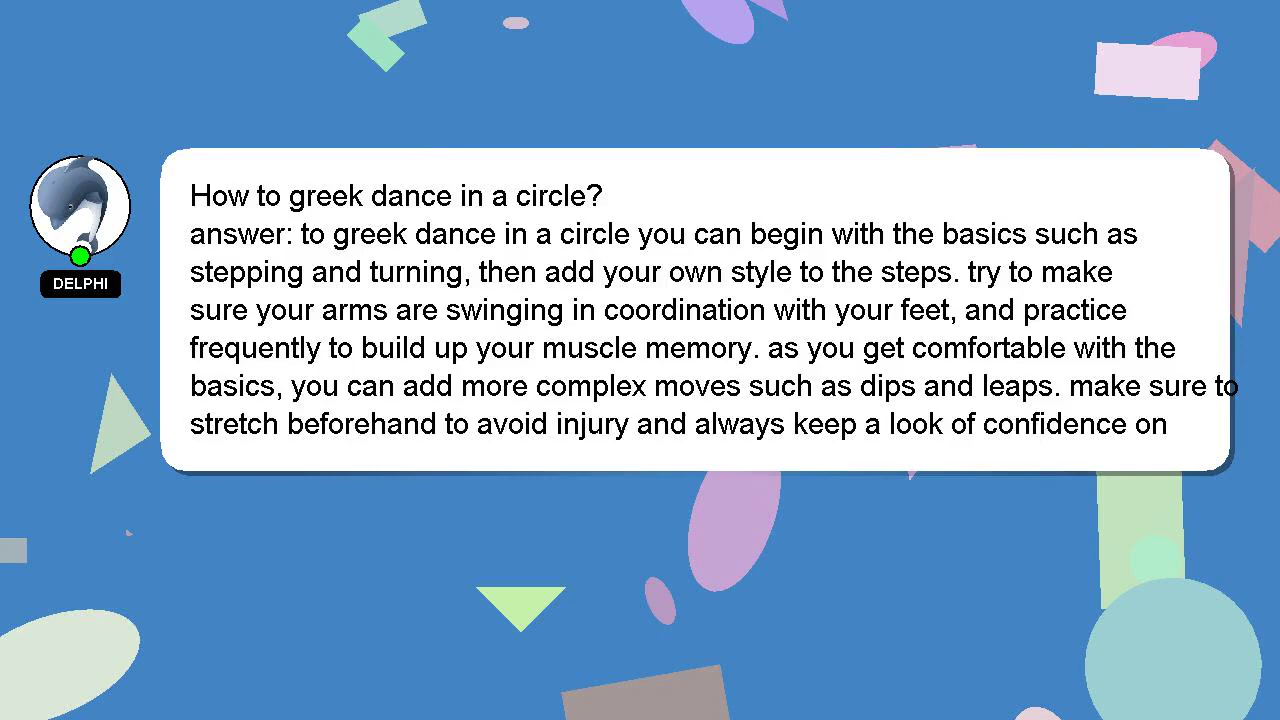 How to greek dance in a circle?
answer: to greek dance in a circle you can begin with the basics such as
stepping and turning, then add your own style to the steps. try to make
sure your arms are swinging in coordination with your feet, and practice
frequently to build up your muscle memory. as you get comfortable with the
basics, you can add more complex moves such as dips and leaps. make sure to
stretch beforehand to avoid injury and always keep a look of confidence on
DELPHI